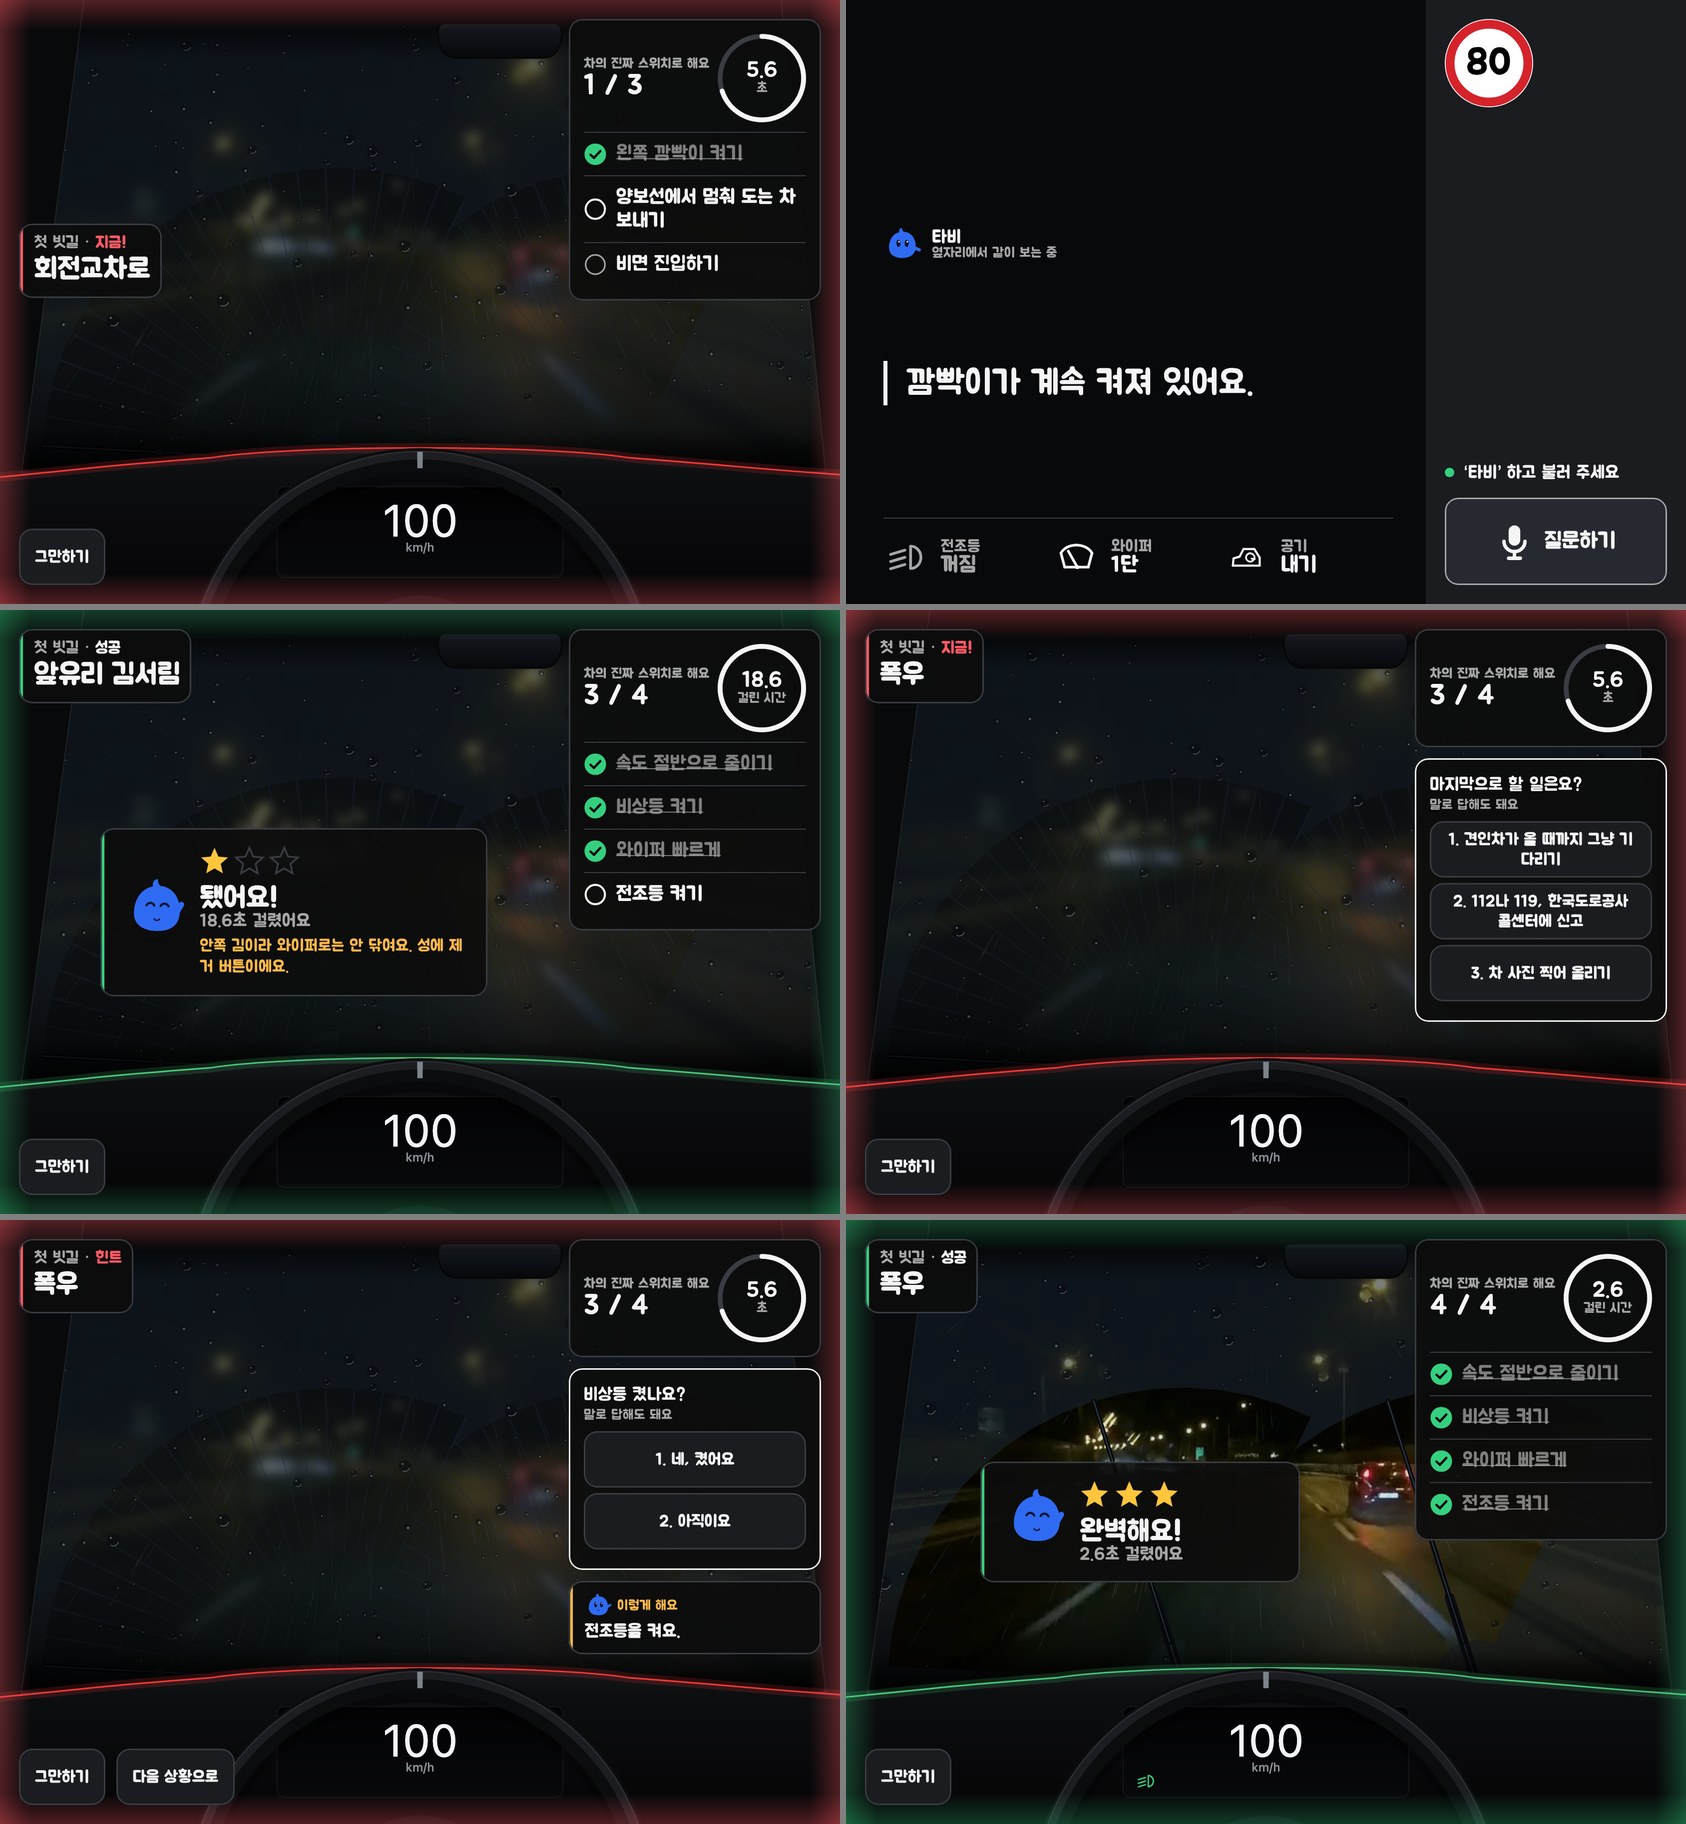 차의 진짜 스위치로 해요
1 / 3
5.6
초
왼쪽 깜빡이 켜기
양보선에서 멈춰 도는 차
보내기
비면 진입하기
첫 빗길 · 지금!
회전교차로
100
km/h
그만하기
80
타비
옆자리에서 같이 보는 중
깜빡이가 계속 켜져 있어요.
'타비' 하고 불러 주세요
질문하기
전조등
꺼짐
와이퍼
1단
공기
내기
첫 빗길 · 성공
앞유리 김서림
차의 진짜 스위치로 해요
3 / 4
18.6
걸린 시간
속도 절반으로 줄이기
비상등 켜기
와이퍼 빠르게
전조등 켜기
됐어요!
18.6초 걸렸어요
안쪽 김이라 와이퍼로는 안 닦여요. 성에 제
거 버튼이에요.
100
km/h
그만하기
첫 빗길 · 지금!
폭우
차의 진짜 스위치로 해요
3 / 4
5.6
초
마지막으로 할 일은요?
말로 답해도 돼요
1. 견인차가 올 때까지 그냥 기
다리기
2. 112나 119, 한국도로공사
콜센터에 신고
3. 차 사진 찍어 올리기
100
km/h
그만하기
첫 빗길 · 힌트
폭우
차의 진짜 스위치로 해요
3 / 4
5.6
초
비상등 켰나요?
말로 답해도 돼요
1. 네, 켰어요
2. 아직이요
이렇게 해요
전조등을 켜요.
100
km/h
그만하기
다음 상황으로
첫 빗길 · 성공
폭우
차의 진짜 스위치로 해요
4 / 4
2.6
걸린 시간
속도 절반으로 줄이기
비상등 켜기
와이퍼 빠르게
전조등 켜기
완벽해요!
2.6초 걸렸어요
100
km/h
그만하기